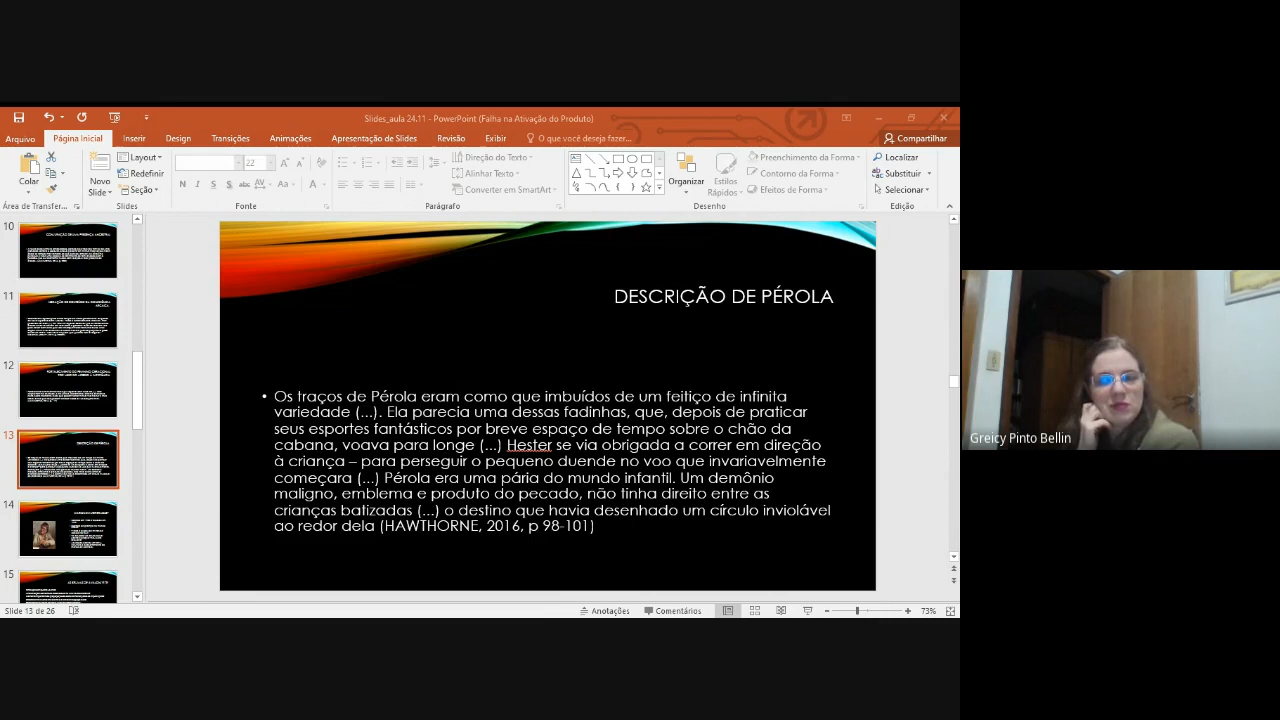 Slides_aula 24.11 - PowerPoint (Falha na Ativação do Produto)
Arquivo Página Inicial Inserir Design Transições Animações Apresentação de Slides Revisão Exibir O que você deseja fazer... Compartilhar
Colar
Área de Transfer...
Novo Slide
Layout
Redefinir
Seção
Slides
22
N I S S abc AV Aa A
Fonte
Direção do Texto
Alinhar Texto
Converter em SmartArt
Parágrafo
Organizar
Estilos Rápidos
Preenchimento da Forma
Contorno da Forma
Efeitos de Forma
Desenho
Localizar
Substituir
Selecionar
Edição
10
11
12
13
14
15
DESCRIÇÃO DE PÉROLA
• Os traços de Pérola eram como que imbuídos de um feitiço de infinita
variedade (...). Ela parecia uma dessas fadinhas, que, depois de praticar
seus esportes fantásticos por breve espaço de tempo sobre o chão da
cabana, voava para longe (...) Hester se via obrigada a correr em direção
à criança – para perseguir o pequeno duende no voo que invariavelmente
começara (...) Pérola era uma pária do mundo infantil. Um demônio
maligno, emblema e produto do pecado, não tinha direito entre as
crianças batizadas (...) o destino que havia desenhado um círculo inviolável
ao redor dela (HAWTHORNE, 2016, p 98-101)
Greicy Pinto Bellin
Slide 13 de 26
Anotações Comentários 73%